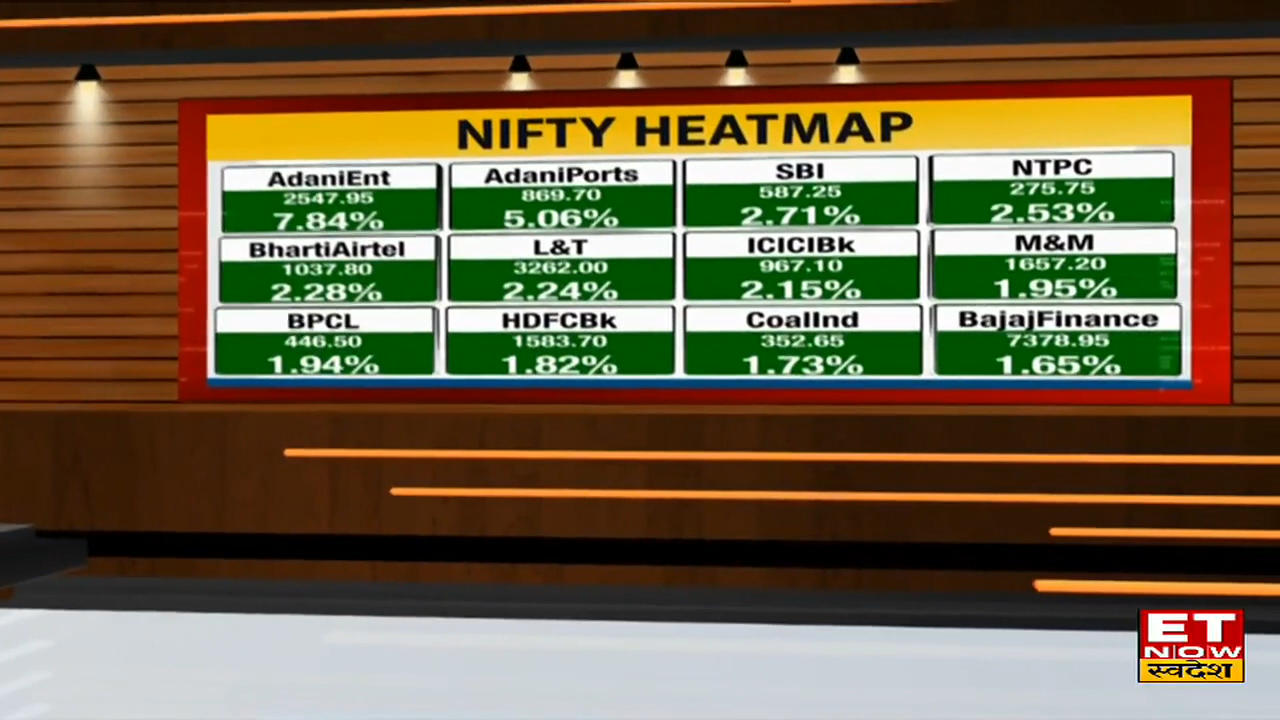 NIFTY HEATMAP
AdaniEnt
2547.95
7.84%
AdaniPorts
869.70
5.06%
SBI
587.25
2.71%
NTPC
275.75
2.53%
BhartiAirtel
1037.80
2.28%
L&T
3262.00
2.24%
ICICIBk
967.10
2.15%
M&M
1657.20
1.95%
BPCL
446.50
1.94%
HDFCBk
1583.70
1.82%
CoalInd
352.65
1.73%
BajajFinance
7378.95
1.65%
ET
NOW
स्वदेश